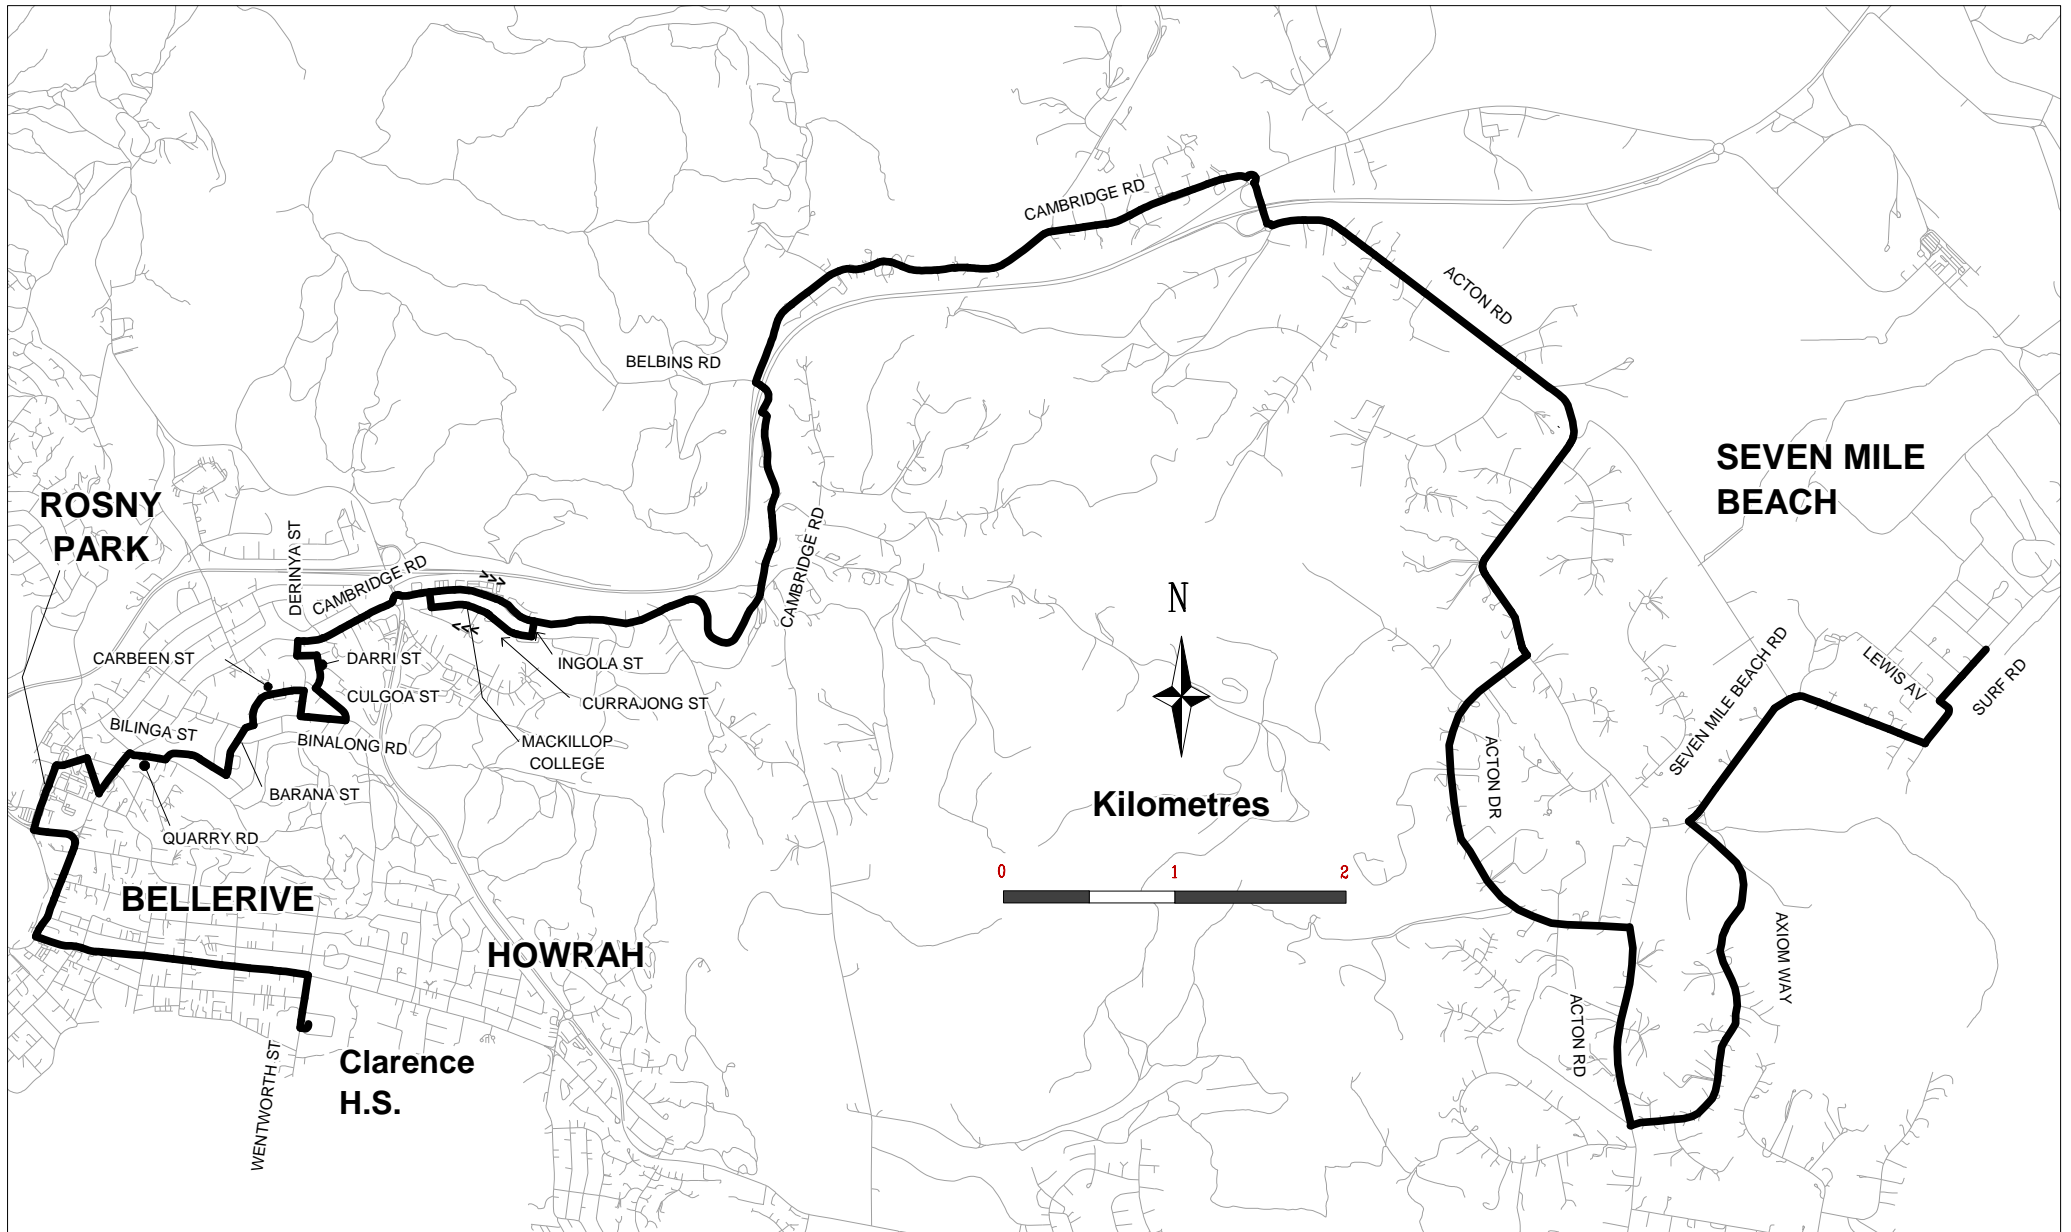 CAMBRIDGE RD
ACTON RD
BELBINS RD
SEVEN MILE
BEACH
ROSNY
PARK
DERINYA ST
CAMBRIDGE RD
>>>
CAMBRIDGE RD
<<<
N
CARBEEN ST
DARRI ST
INGOLA ST
CULGOA ST
CURRAJONG ST
SEVEN MILE BEACH RD
LEWIS AV
SURF RD
BILINGA ST
BINALONG RD
MACKILLOP
COLLEGE
ACTON DR
BARANA ST
Kilometres
QUARRY RD
0 1 2
BELLERIVE
HOWRAH
AXIOM WAY
ACTON RD
Clarence
H.S.
WENTWORTH ST